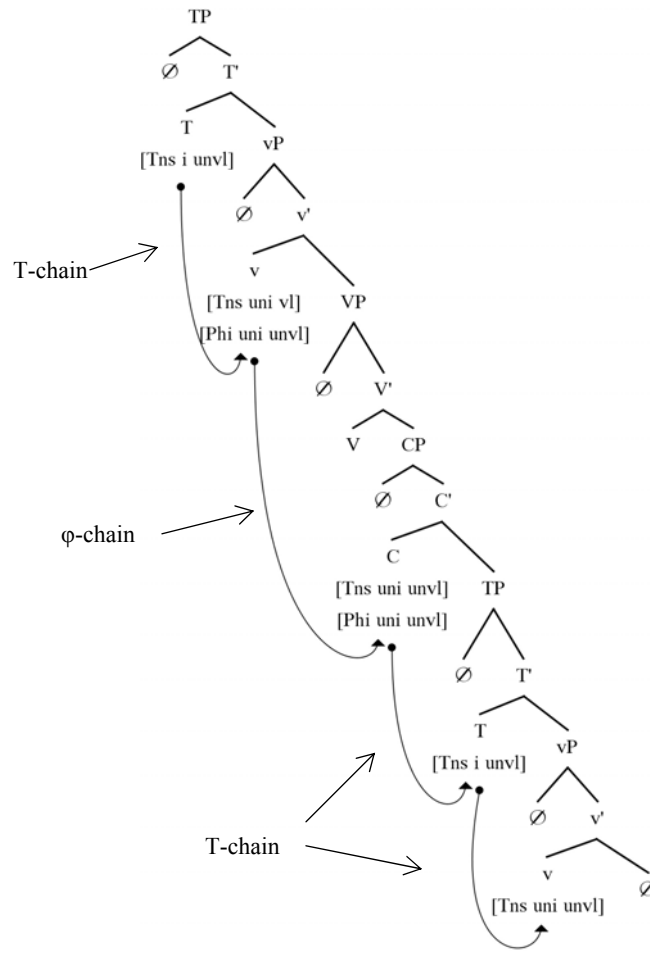 TP
∅ T'
T vP
[Tns i unvl]
∅ v'
T-chain
v VP
[Tns uni vl]
[Phi uni unvl]
∅ V'
V CP
∅ C'
φ-chain
C TP
[Tns uni unvl]
[Phi uni unvl]
∅ T'
T vP
[Tns i unvl]
∅ v'
T-chain
v ∅
[Tns uni unvl]